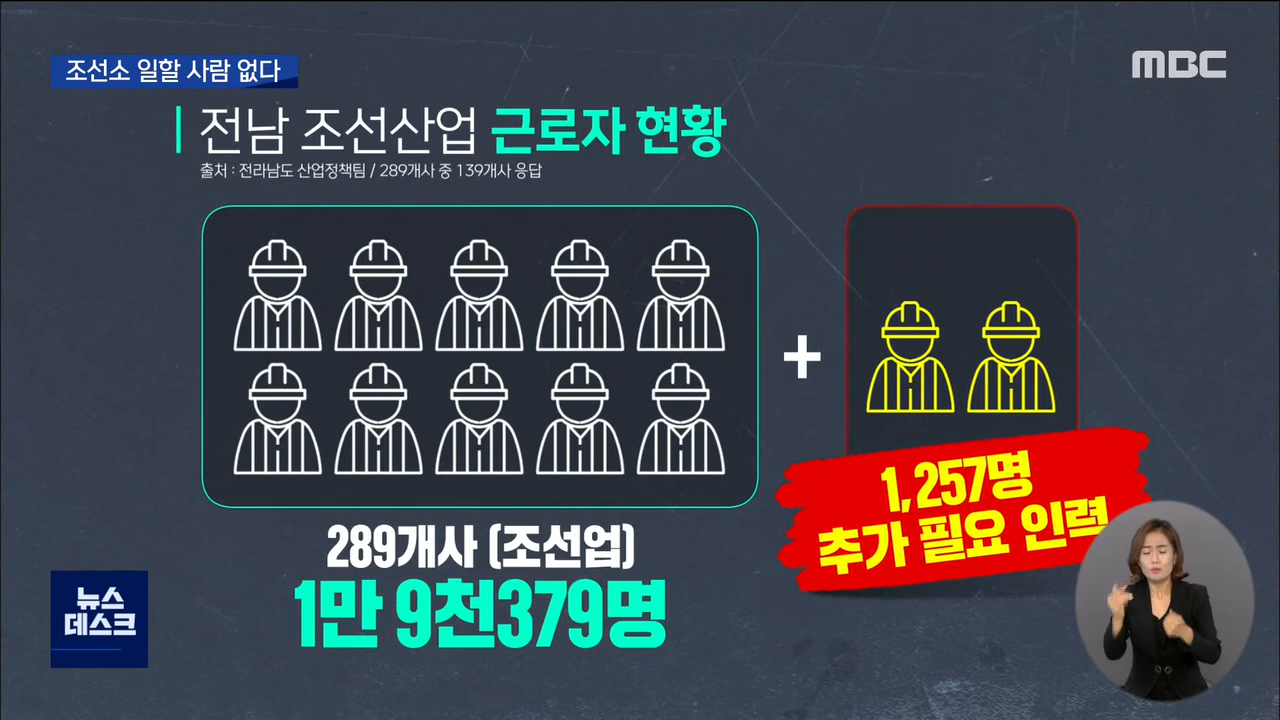 조선소 일할 사람 없다
MBC
전남 조선산업 근로자 현황
출처 : 전라남도 산업정책팀 / 289개사 중 139개사 응답
+
1,257명
추가 필요 인력
289개사 (조선업)
1만 9천379명
뉴스
데스크